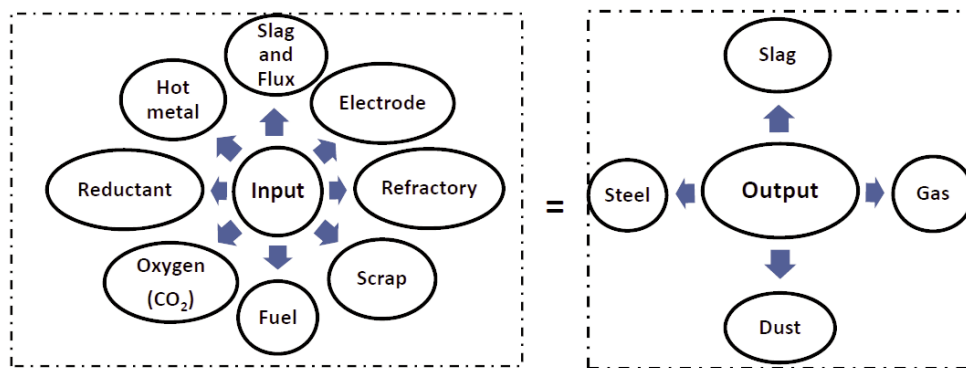 Slag
and
Flux
Hot
metal
Electrode
Reductant
Input
Refractory
Oxygen
(CO₂)
Fuel
Scrap
=
Slag
Steel
Output
Gas
Dust